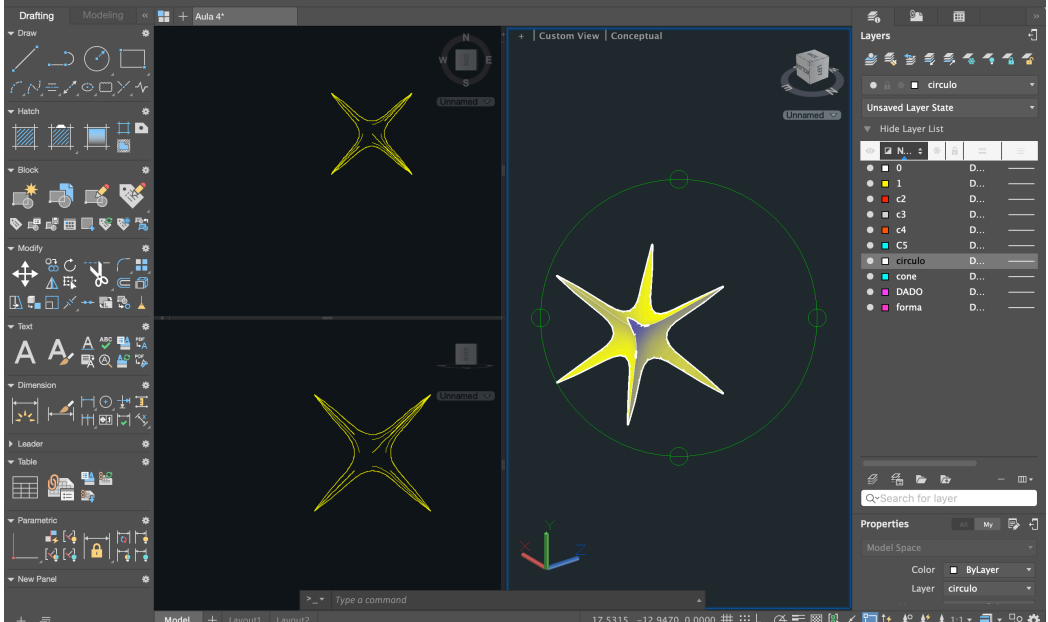 Drafting
Modeling
«
Aula 4*
»
Draw
Hatch
Block
Modify
Text
ABC
PDF
A
A
A
PDF
Dimension
Leader
Table
Parametric
New Panel
N
W
E
Unnamed
Unnamed
+ | Custom View | Conceptual
Unnamed
X
Y
Z
>_ Type a command
Model
Layout1
Layout2
17.5315, -12.9470, 0.0000
1:1
Layers
circulo
Unsaved Layer State
Hide Layer List
N...
0 D...
1 D...
c2 D...
c3 D...
c4 D...
C5 D...
circulo D...
cone D...
DADO D...
forma D...
Search for layer
Properties
All
My
Model Space
Color ByLayer
Layer circulo